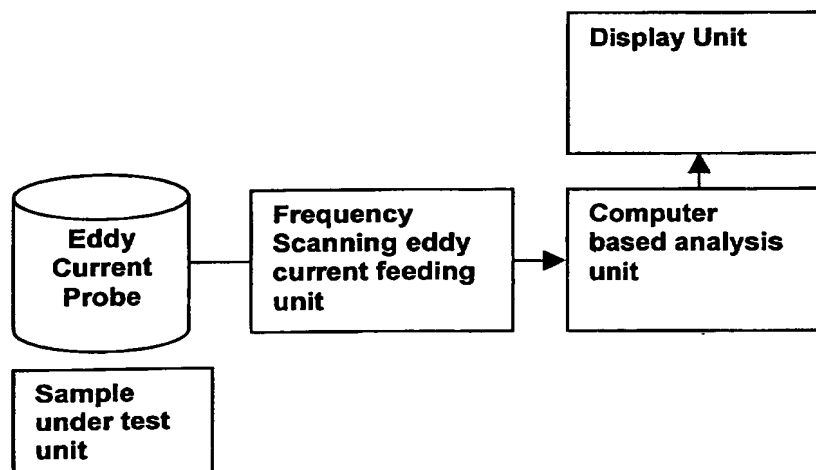 Display Unit
Eddy
Current
Probe
Frequency
Scanning eddy
current feeding
unit
Computer
based analysis
unit
Sample
under test
unit